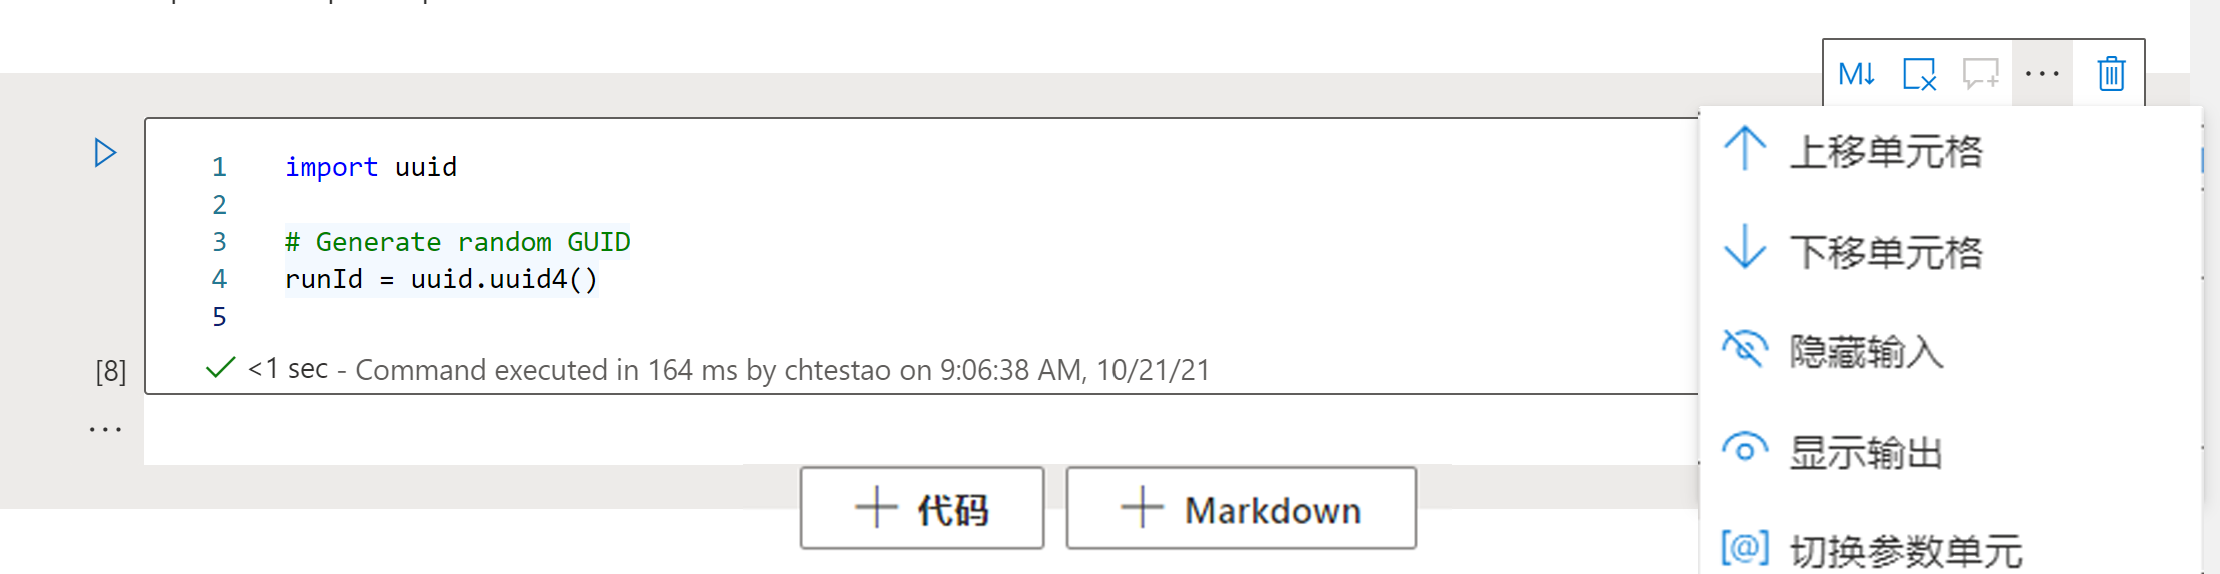 M↓
1 import uuid
2
3 # Generate random GUID
4 runId = uuid.uuid4()
5
[8] <1 sec - Command executed in 164 ms by chtestao on 9:06:38 AM, 10/21/21
上移单元格
下移单元格
隐藏输入
显示输出
[@] 切换参数单元
+ 代码
+ Markdown